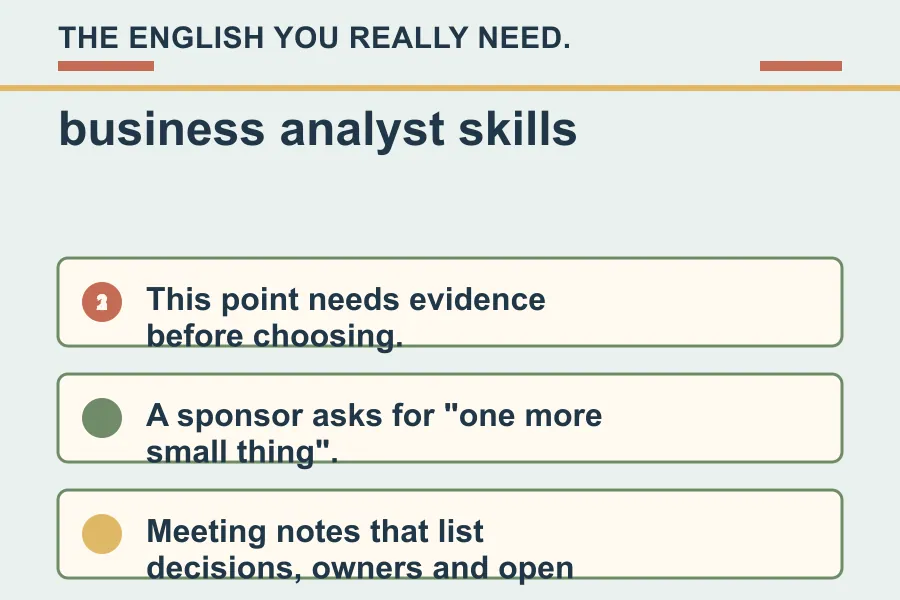 THE ENGLISH YOU REALLY NEED.
business analyst skills
This point needs evidence
before choosing.
A sponsor asks for "one more
small thing".
Meeting notes that list
decisions, owners and open